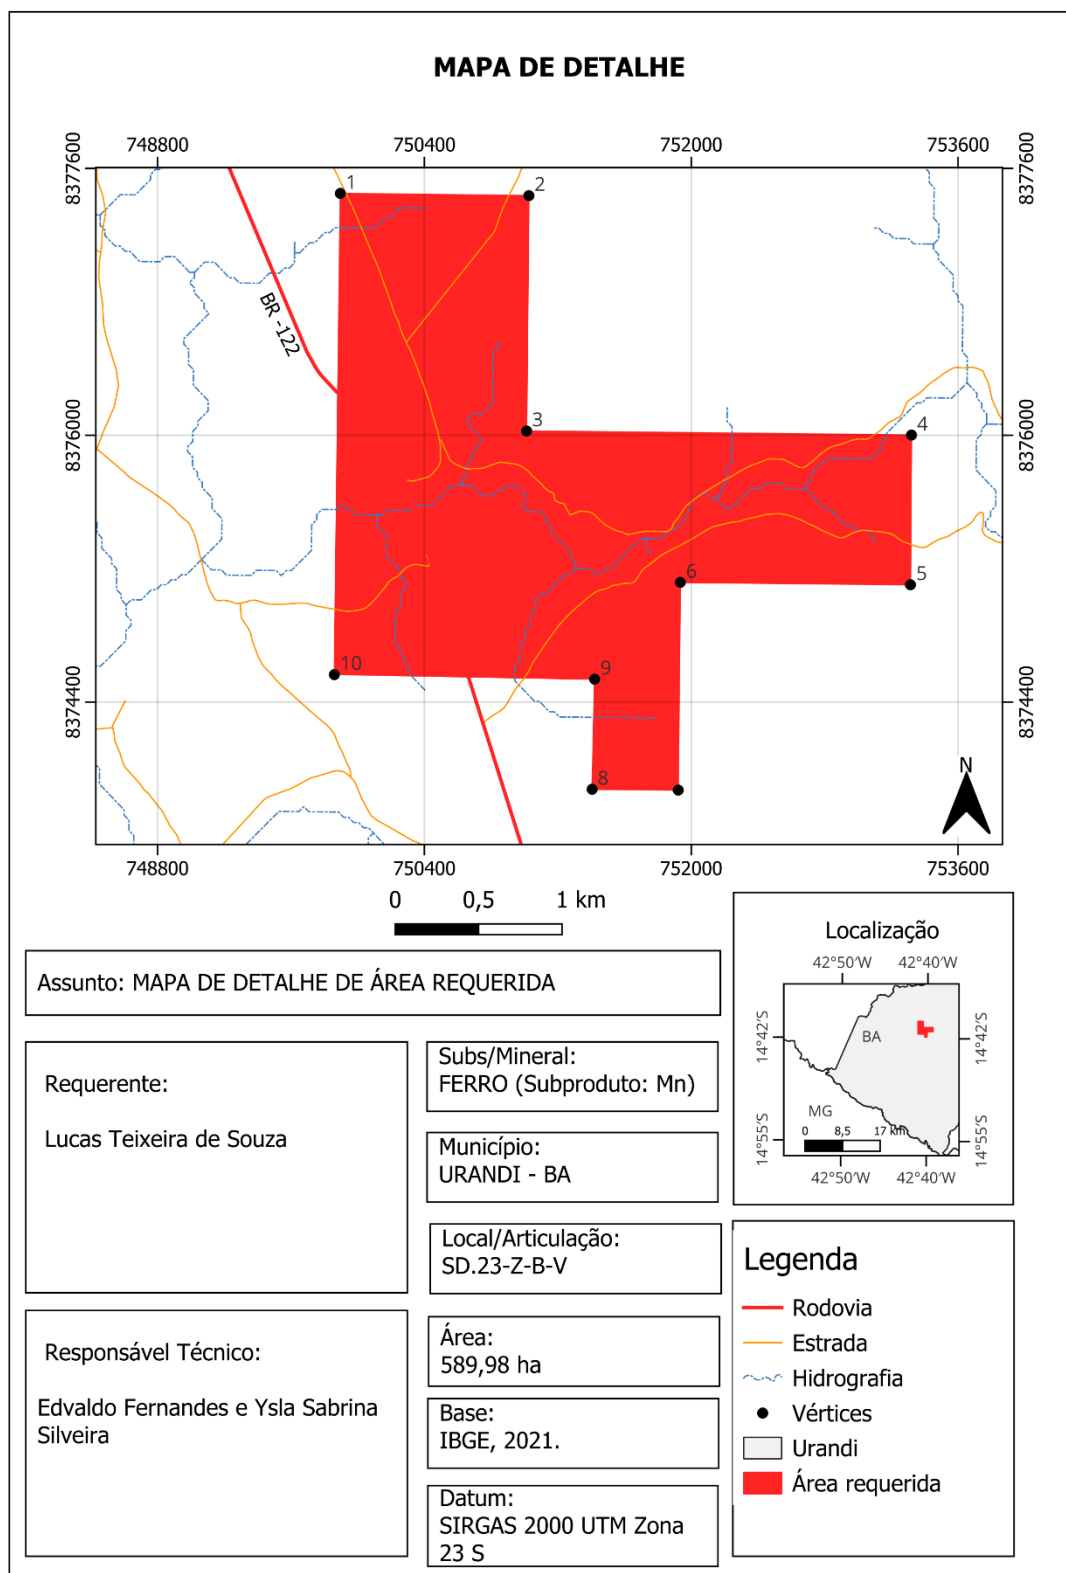 MAPA DE DETALHE
748800 750400 752000 753600
8377600 8377600
1 2
BR -122
3 4
8376000 8376000
6 5
10 9
8374400 8374400
8
N
748800 750400 752000 753600
0 0,5 1 km
Assunto: MAPA DE DETALHE DE ÁREA REQUERIDA
Requerente:
Lucas Teixeira de Souza
Responsável Técnico:
Edvaldo Fernandes e Ysla Sabrina
Silveira
Subs/Mineral:
FERRO (Subproduto: Mn)
Município:
URANDI - BA
Local/Articulação:
SD.23-Z-B-V
Área:
589,98 ha
Base:
IBGE, 2021.
Datum:
SIRGAS 2000 UTM Zona
23 S
Localização
42°50'W 42°40'W
14°42'S 14°42'S
BA
MG
0 8,5 17 km
14°55'S 14°55'S
42°50'W 42°40'W
Legenda
Rodovia
Estrada
Hidrografia
Vértices
Urandi
Área requerida